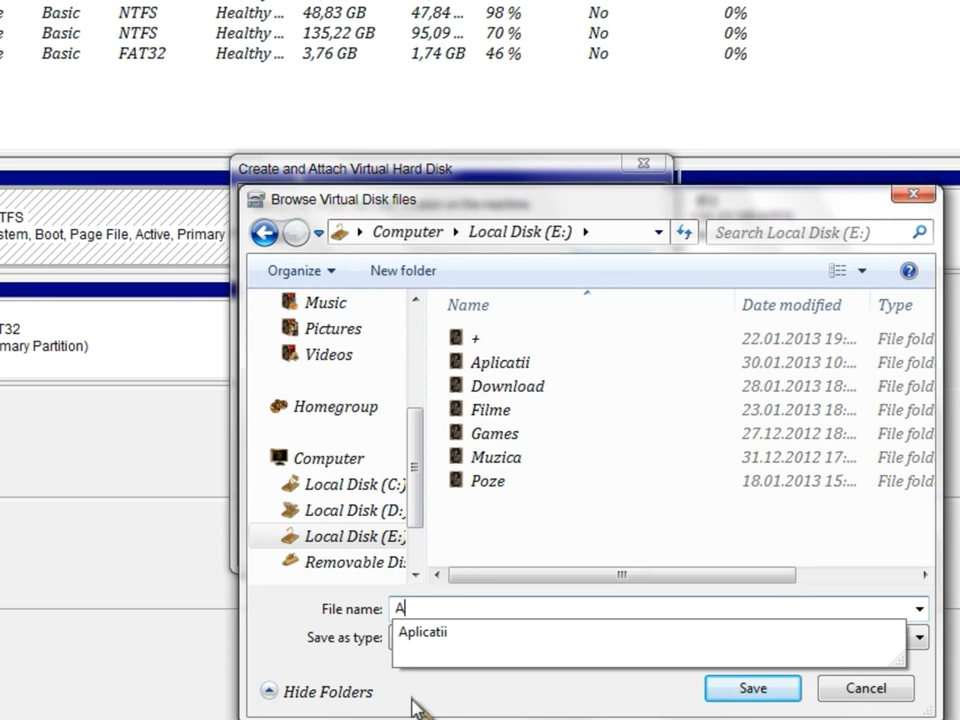 e Basic NTFS Healthy ... 48,83 GB 47,84 ... 98 % No 0%
e Basic NTFS Healthy ... 135,22 GB 95,09 ... 70 % No 0%
e Basic FAT32 Healthy ... 3,76 GB 1,74 GB 46 % No 0%
Create and Attach Virtual Hard Disk
Browse Virtual Disk files
TFS
stem, Boot, Page File, Active, Primary
Computer Local Disk (E:)
Search Local Disk (E:)
Organize New folder
Music
Pictures
Videos
Homegroup
Computer
Local Disk (C:)
Local Disk (D:
Local Disk (E:)
Removable Di:
T32
mary Partition)
Name Date modified Type
+ 22.01.2013 19:... File fold
Aplicatii 30.01.2013 10:... File fold
Download 28.01.2013 18:... File fold
Filme 23.01.2013 18:... File fold
Games 27.12.2012 18:... File fold
Muzica 31.12.2012 17:... File fold
Poze 18.01.2013 15:... File fold
File name: A
Aplicatii
Save as type:
Hide Folders
Save Cancel